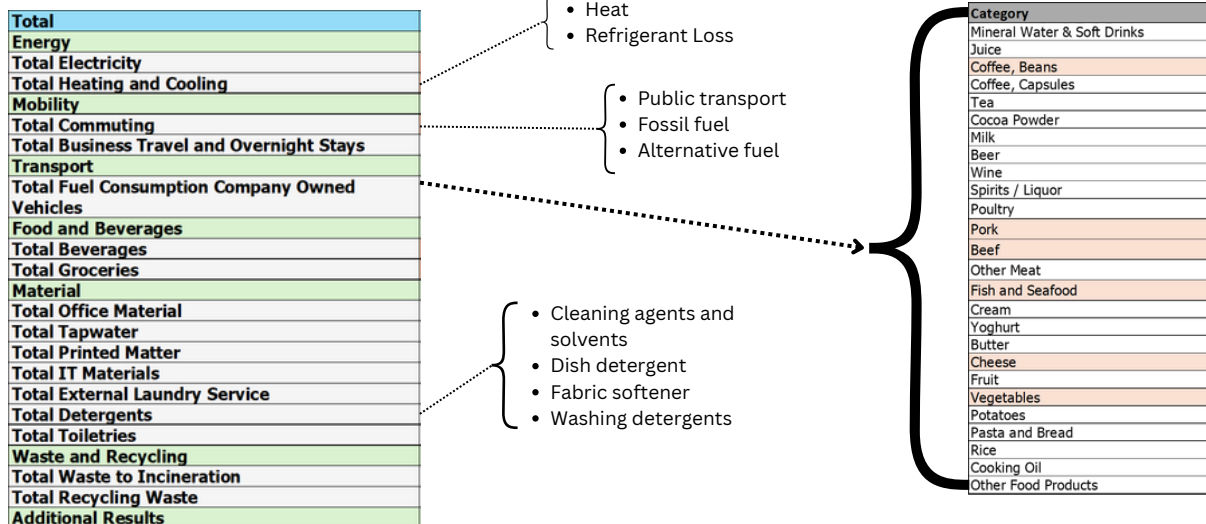 Total
Energy
Total Electricity
Total Heating and Cooling
Mobility
Total Commuting
Total Business Travel and Overnight Stays
Transport
Total Fuel Consumption Company Owned
Vehicles
Food and Beverages
Total Beverages
Total Groceries
Material
Total Office Material
Total Tapwater
Total Printed Matter
Total IT Materials
Total External Laundry Service
Total Detergents
Total Toiletries
Waste and Recycling
Total Waste to Incineration
Total Recycling Waste
Additional Results
• Heat
• Refrigerant Loss
• Public transport
• Fossil fuel
• Alternative fuel
• Cleaning agents and
solvents
• Dish detergent
• Fabric softener
• Washing detergents
Category
Mineral Water & Soft Drinks
Juice
Coffee, Beans
Coffee, Capsules
Tea
Cocoa Powder
Milk
Beer
Wine
Spirits / Liquor
Poultry
Pork
Beef
Other Meat
Fish and Seafood
Cream
Yoghurt
Butter
Cheese
Fruit
Vegetables
Potatoes
Pasta and Bread
Rice
Cooking Oil
Other Food Products